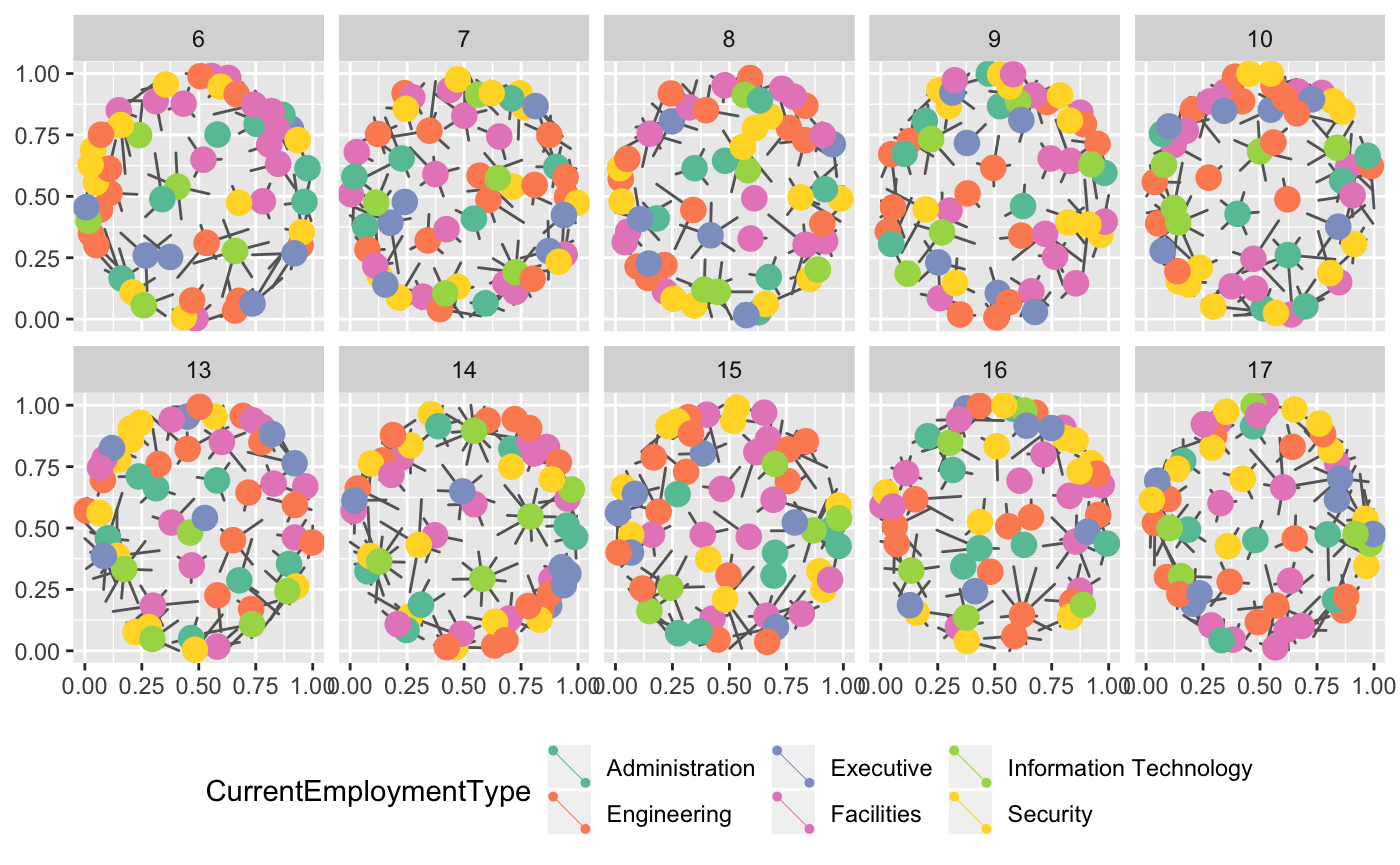 6 7 8 9 10
1.00
0.75
0.50
0.25
0.00
13 14 15 16 17
1.00
0.75
0.50
0.25
0.00
0.00 0.25 0.50 0.75 1.00 0.00 0.25 0.50 0.75 1.00 0.00 0.25 0.50 0.75 1.00 0.00 0.25 0.50 0.75 1.00 0.00 0.25 0.50 0.75 1.00
CurrentEmploymentType
Administration Executive Information Technology
Engineering Facilities Security